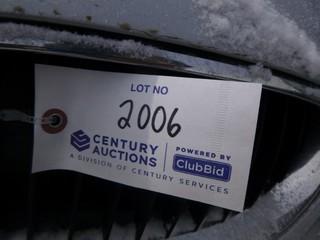 LOT NO
2006
CENTURY AUCTIONS
A DIVISION OF CENTURY SERVICES
POWERED BY
ClubBid